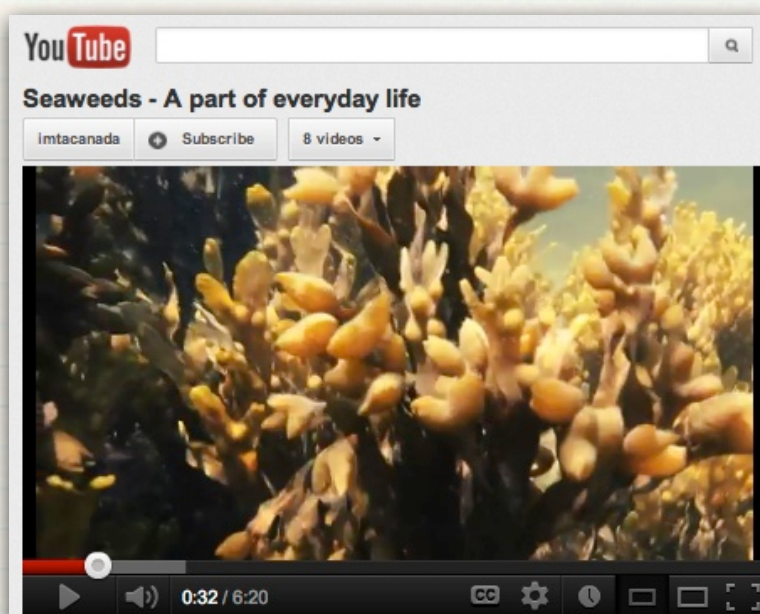 YouTube
Seaweeds - A part of everyday life
imtacanada Subscribe 8 videos
0:32 / 6:20 CC